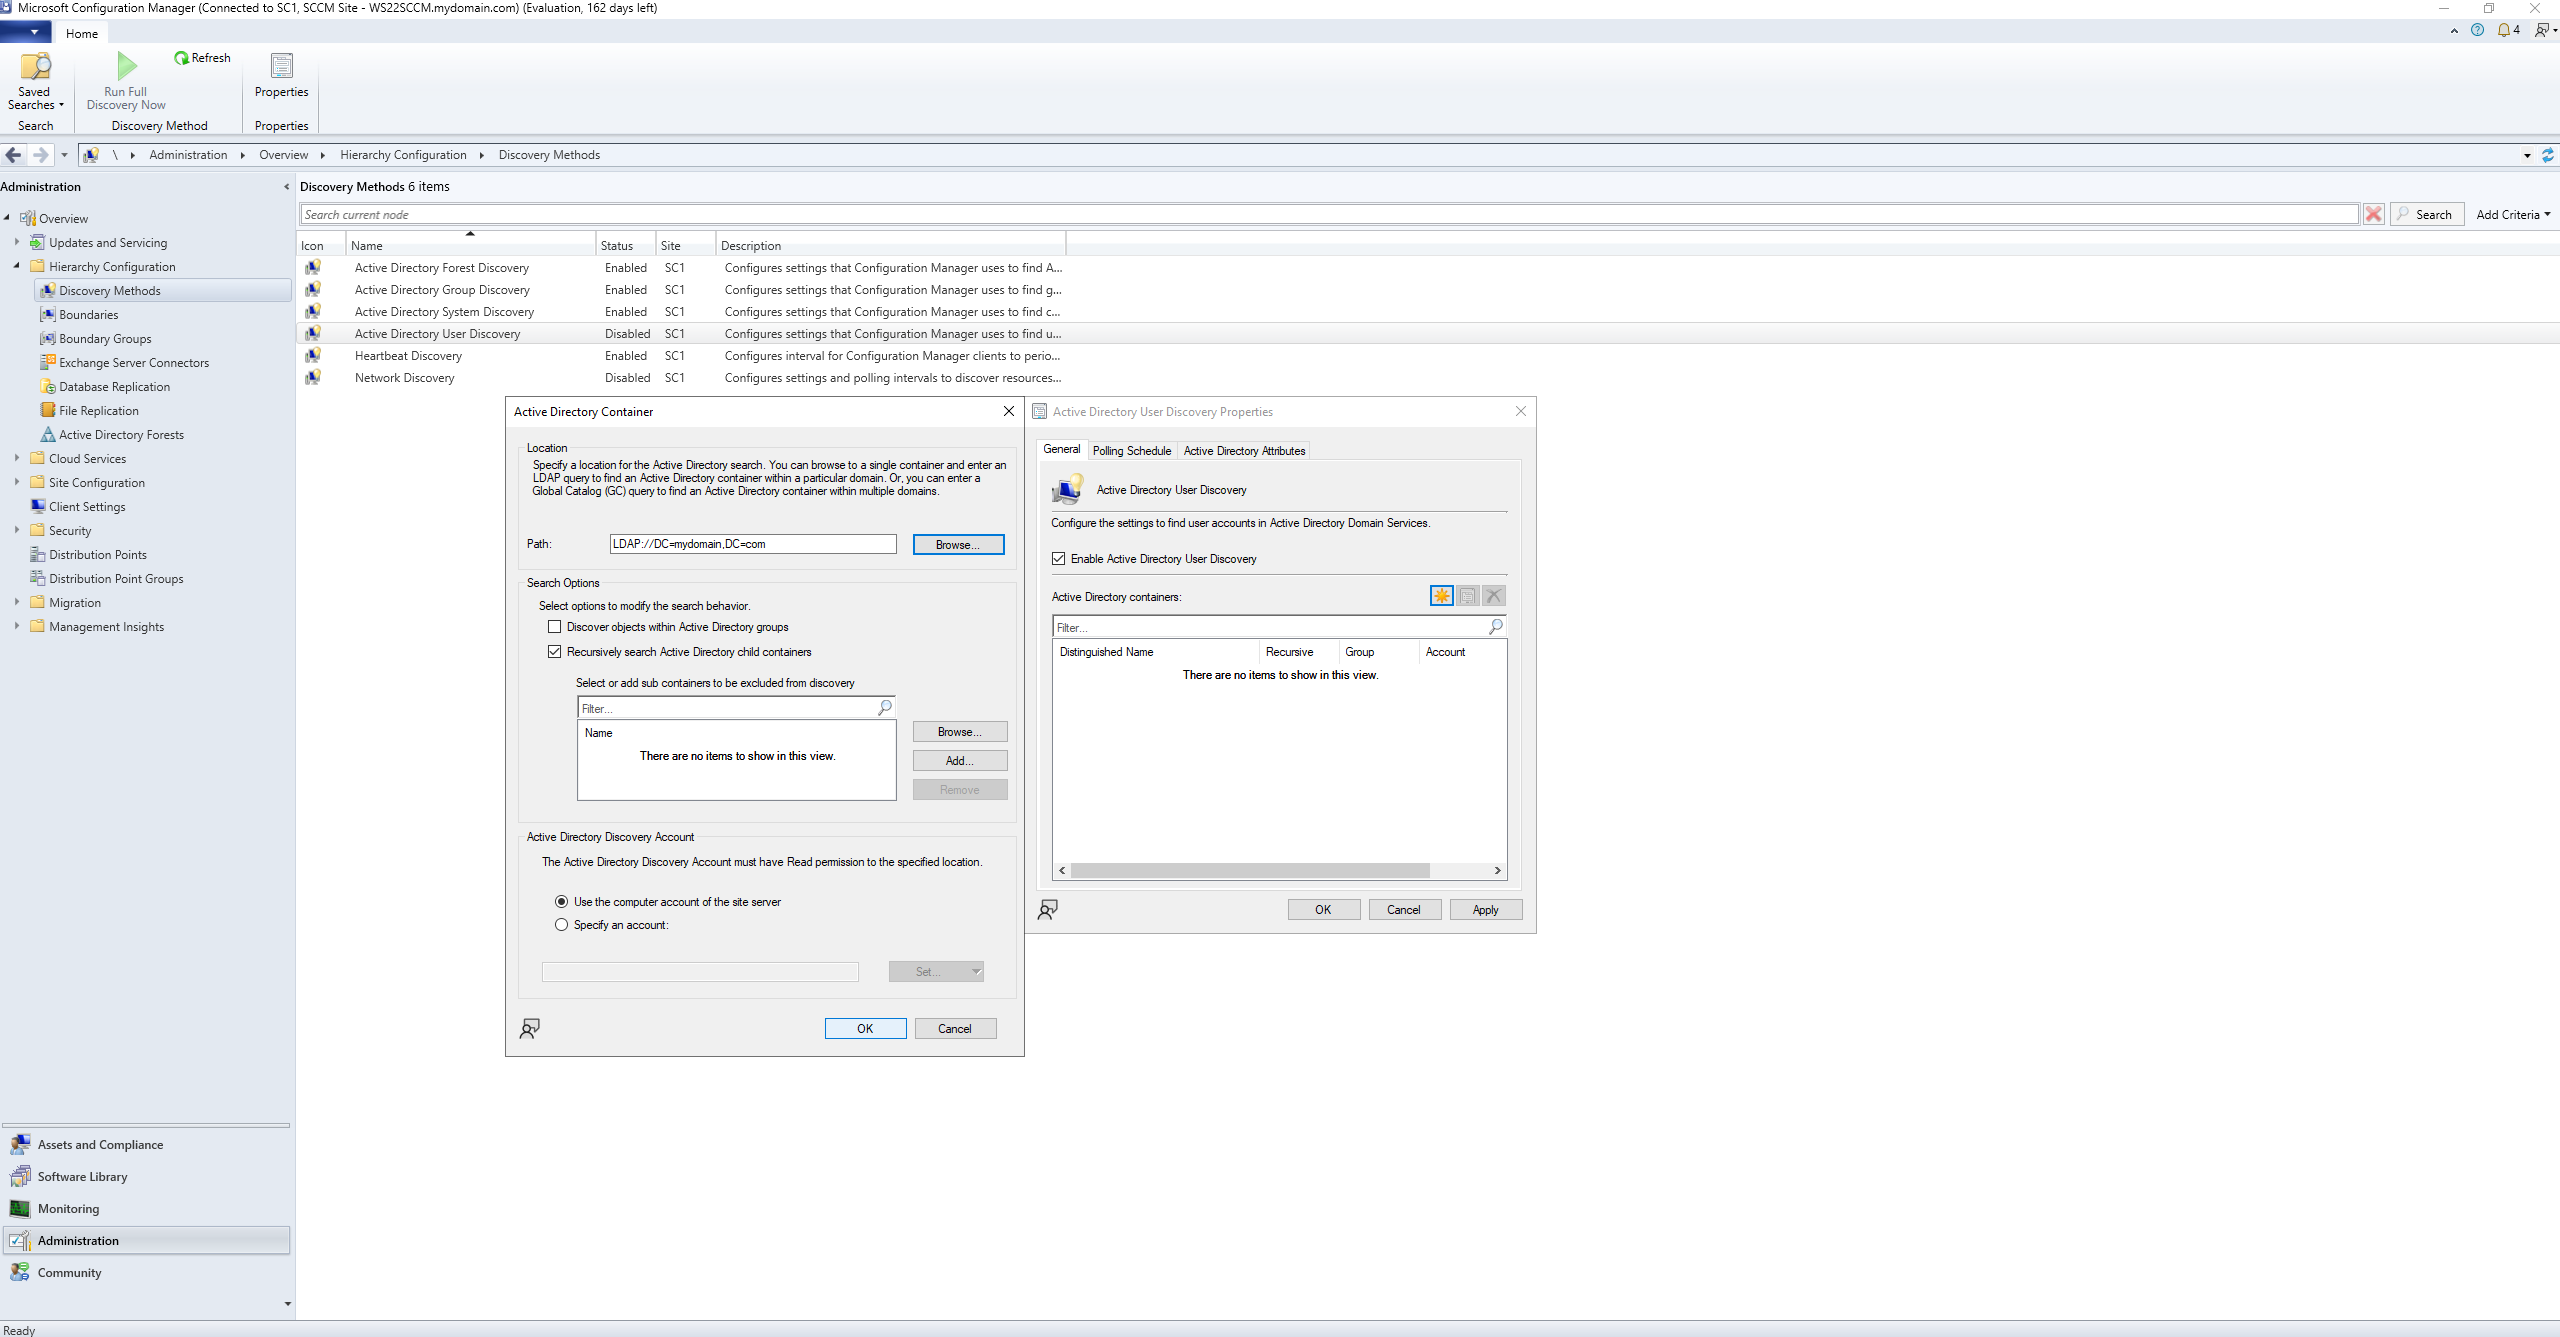 Microsoft Configuration Manager (Connected to SC1, SCCM Site - WS22SCCM.mydomain.com) (Evaluation, 162 days left)
Home
4
Saved Searches
Run Full Discovery Now
Refresh
Properties
Search
Discovery Method
Properties
\ Administration Overview Hierarchy Configuration Discovery Methods
Administration
Overview
Updates and Servicing
Hierarchy Configuration
Discovery Methods
Boundaries
Boundary Groups
Exchange Server Connectors
Database Replication
File Replication
Active Directory Forests
Cloud Services
Site Configuration
Client Settings
Security
Distribution Points
Distribution Point Groups
Migration
Management Insights
Assets and Compliance
Software Library
Monitoring
Administration
Community
Ready
Discovery Methods 6 items
Search current node
Search
Add Criteria
Icon Name Status Site Description
Active Directory Forest Discovery Enabled SC1 Configures settings that Configuration Manager uses to find A...
Active Directory Group Discovery Enabled SC1 Configures settings that Configuration Manager uses to find g...
Active Directory System Discovery Enabled SC1 Configures settings that Configuration Manager uses to find c...
Active Directory User Discovery Disabled SC1 Configures settings that Configuration Manager uses to find u...
Heartbeat Discovery Enabled SC1 Configures interval for Configuration Manager clients to perio...
Network Discovery Disabled SC1 Configures settings and polling intervals to discover resources...
Active Directory Container
Location
Specify a location for the Active Directory search. You can browse to a single container and enter an
LDAP query to find an Active Directory container within a particular domain. Or, you can enter a
Global Catalog (GC) query to find an Active Directory container within multiple domains.
Path: LDAP://DC=mydomain,DC=com Browse...
Search Options
Select options to modify the search behavior.
Discover objects within Active Directory groups
Recursively search Active Directory child containers
Select or add sub containers to be excluded from discovery
Filter...
Name
There are no items to show in this view.
Browse...
Add...
Remove
Active Directory Discovery Account
The Active Directory Discovery Account must have Read permission to the specified location.
Use the computer account of the site server
Specify an account:
Set...
OK Cancel
Active Directory User Discovery Properties
General Polling Schedule Active Directory Attributes
Active Directory User Discovery
Configure the settings to find user accounts in Active Directory Domain Services.
Enable Active Directory User Discovery
Active Directory containers:
Filter...
Distinguished Name Recursive Group Account
There are no items to show in this view.
OK Cancel Apply